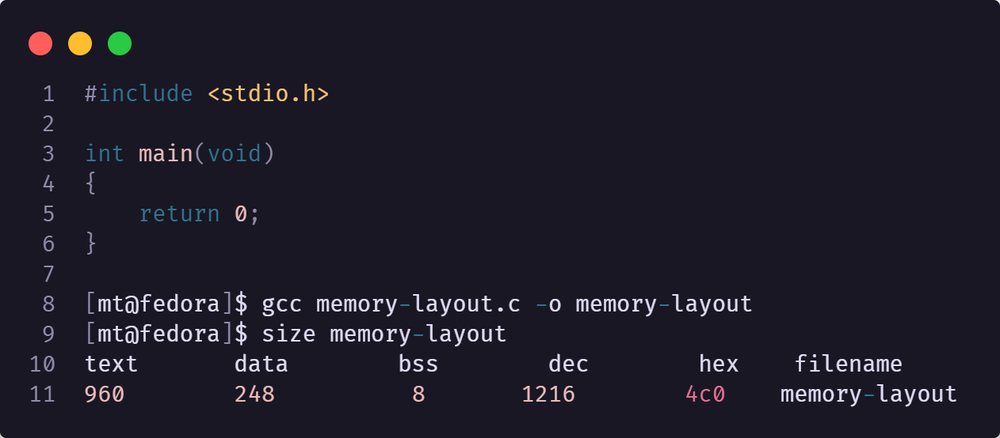 1 #include <stdio.h>
2
3 int main(void)
4 {
5     return 0;
6 }
7
8 [mt@fedora]$ gcc memory-layout.c -o memory-layout
9 [mt@fedora]$ size memory-layout
10 text       data        bss        dec        hex    filename
11 960        248          8       1216        4c0    memory-layout